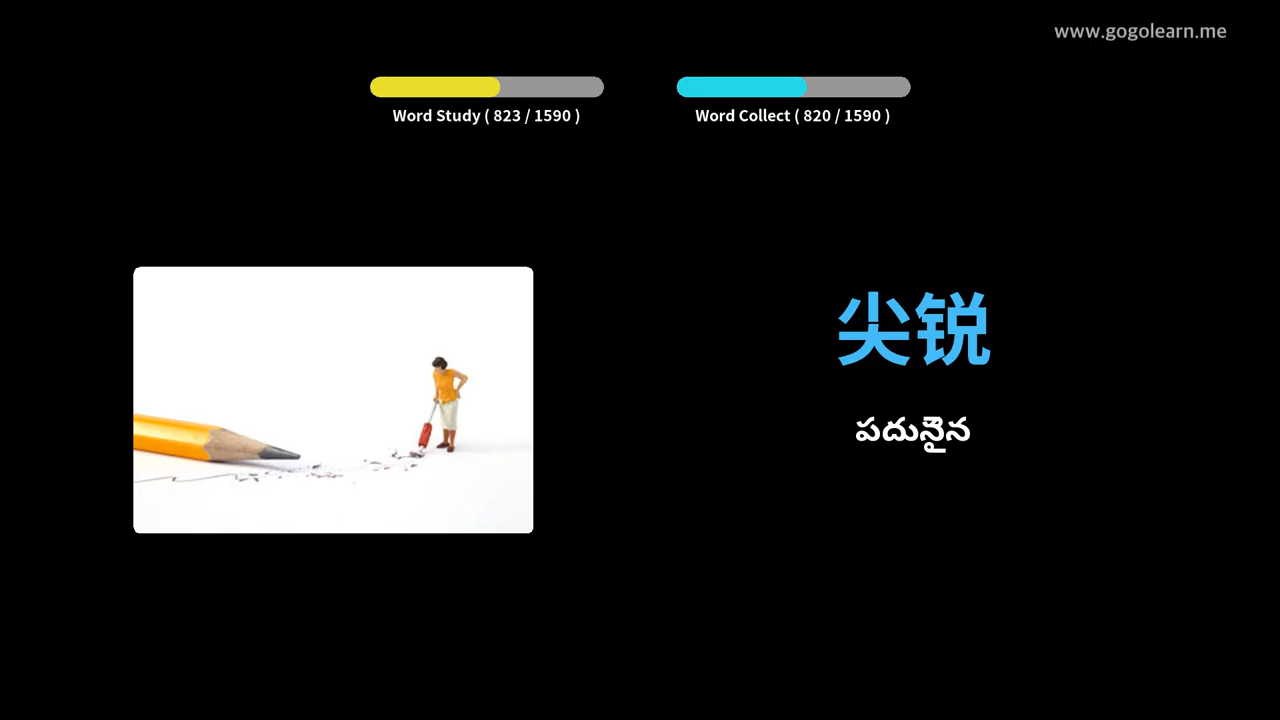 www.gogolearn.me
Word Study ( 823 / 1590 )
Word Collect ( 820 / 1590 )
尖锐
పదునైన